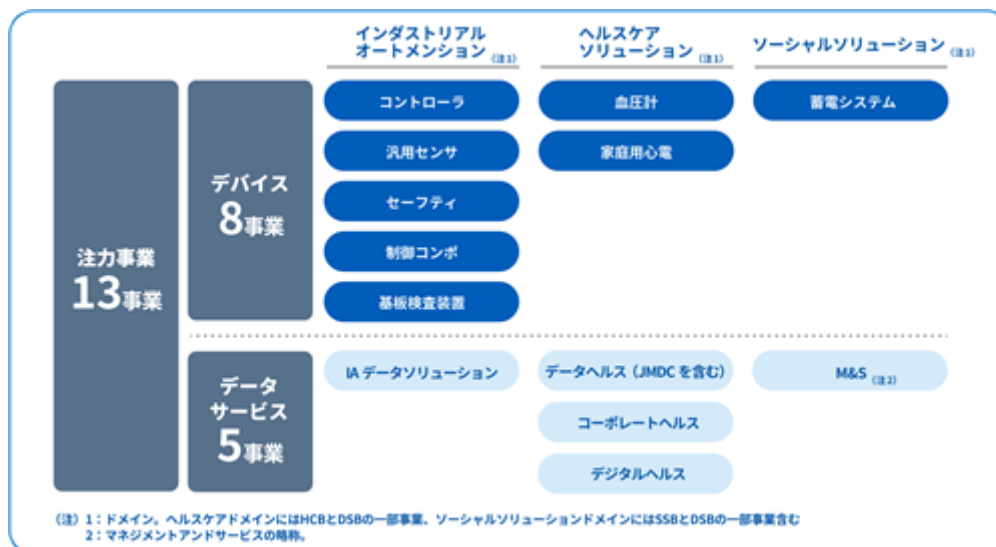 インダストリアル
オートメンション (注1)
ヘルスケア
ソリューション (注1)
ソーシャルソリューション (注1)
注力事業
13事業
デバイス
8事業
コントローラ
血圧計
蓄電システム
汎用センサ
家庭用心電
セーフティ
制御コンポ
基板検査装置
データ
サービス
5事業
IAデータソリューション
データヘルス（JMDCを含む）
M&S (注2)
コーポレートヘルス
デジタルヘルス
（注）1：ドメイン。ヘルスケアドメインにはHCBとDSBの一部事業、ソーシャルソリューションドメインにはSSBとDSBの一部事業含む
2：マネジメントアンドサービスの略称。